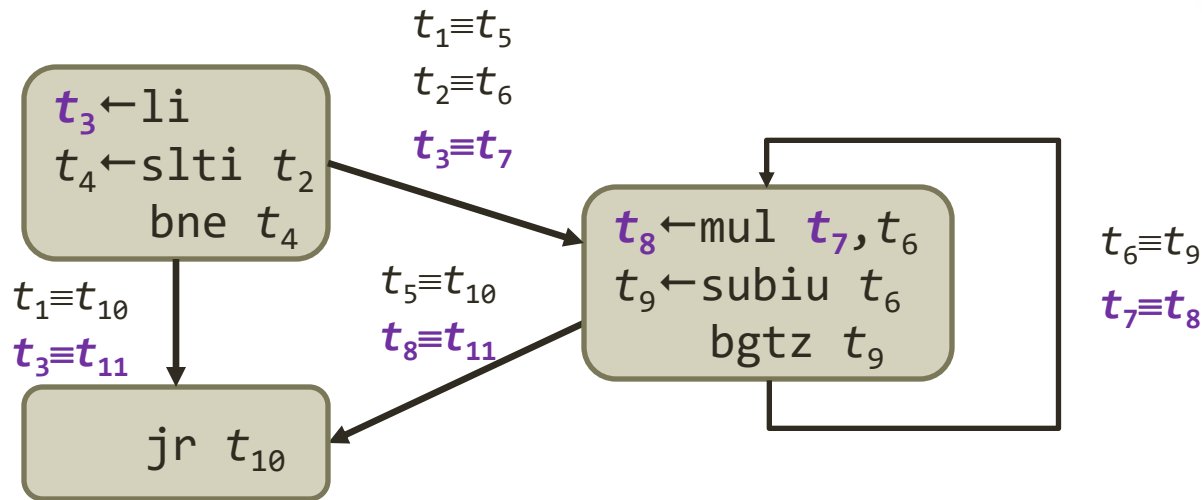 t₁≡t₅
t₂≡t₆
t₃≡t₇
t₃←li
t₄←slti t₂
bne t₄
t₈←mul t₇,t₆
t₉←subiu t₆
bgtz t₉
t₆≡t₉
t₇≡t₈
t₁≡t₁₀
t₃≡t₁₁
t₅≡t₁₀
t₈≡t₁₁
jr t₁₀